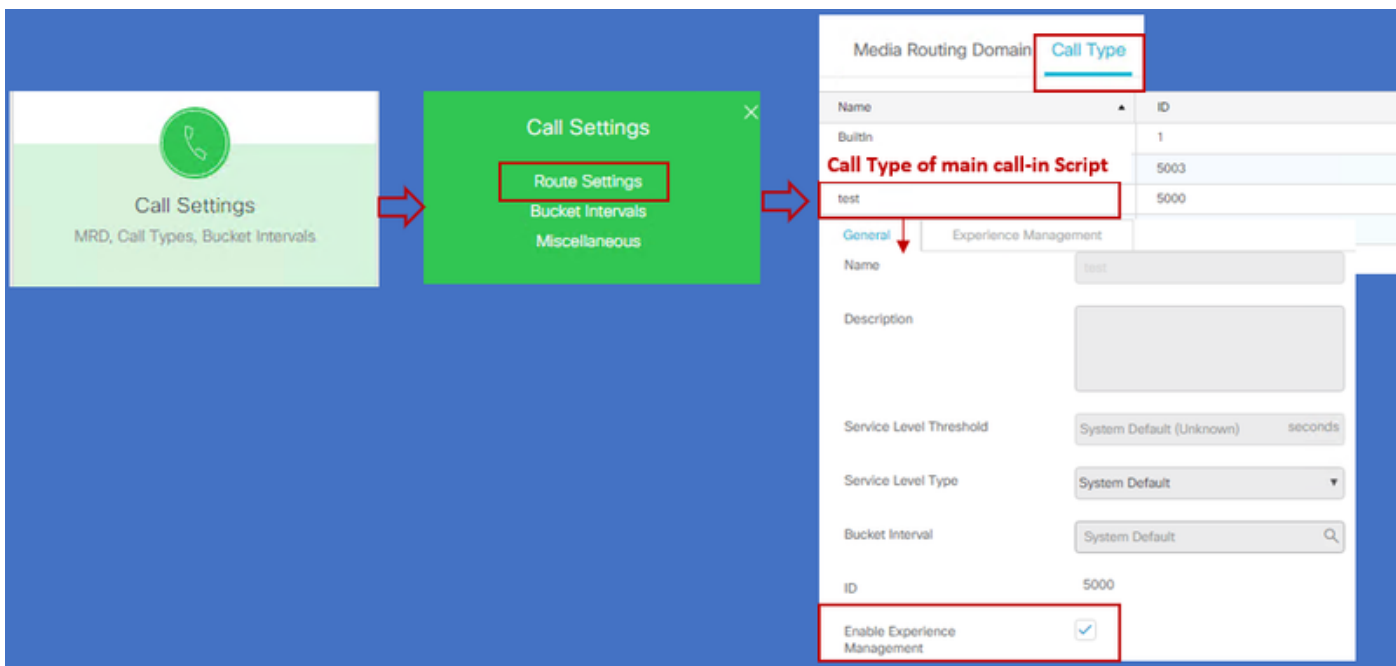 Call Settings
MRD, Call Types, Bucket Intervals
Call Settings
Route Settings
Bucket Intervals
Miscellaneous
Media Routing Domain Call Type
Name ID
BuiltIn 1
Call Type of main call-in Script 5003
test 5000
General Experience Management
Name test
Description
Service Level Threshold System Default (Unknown) seconds
Service Level Type System Default
Bucket Interval System Default
ID 5000
Enable Experience
Management